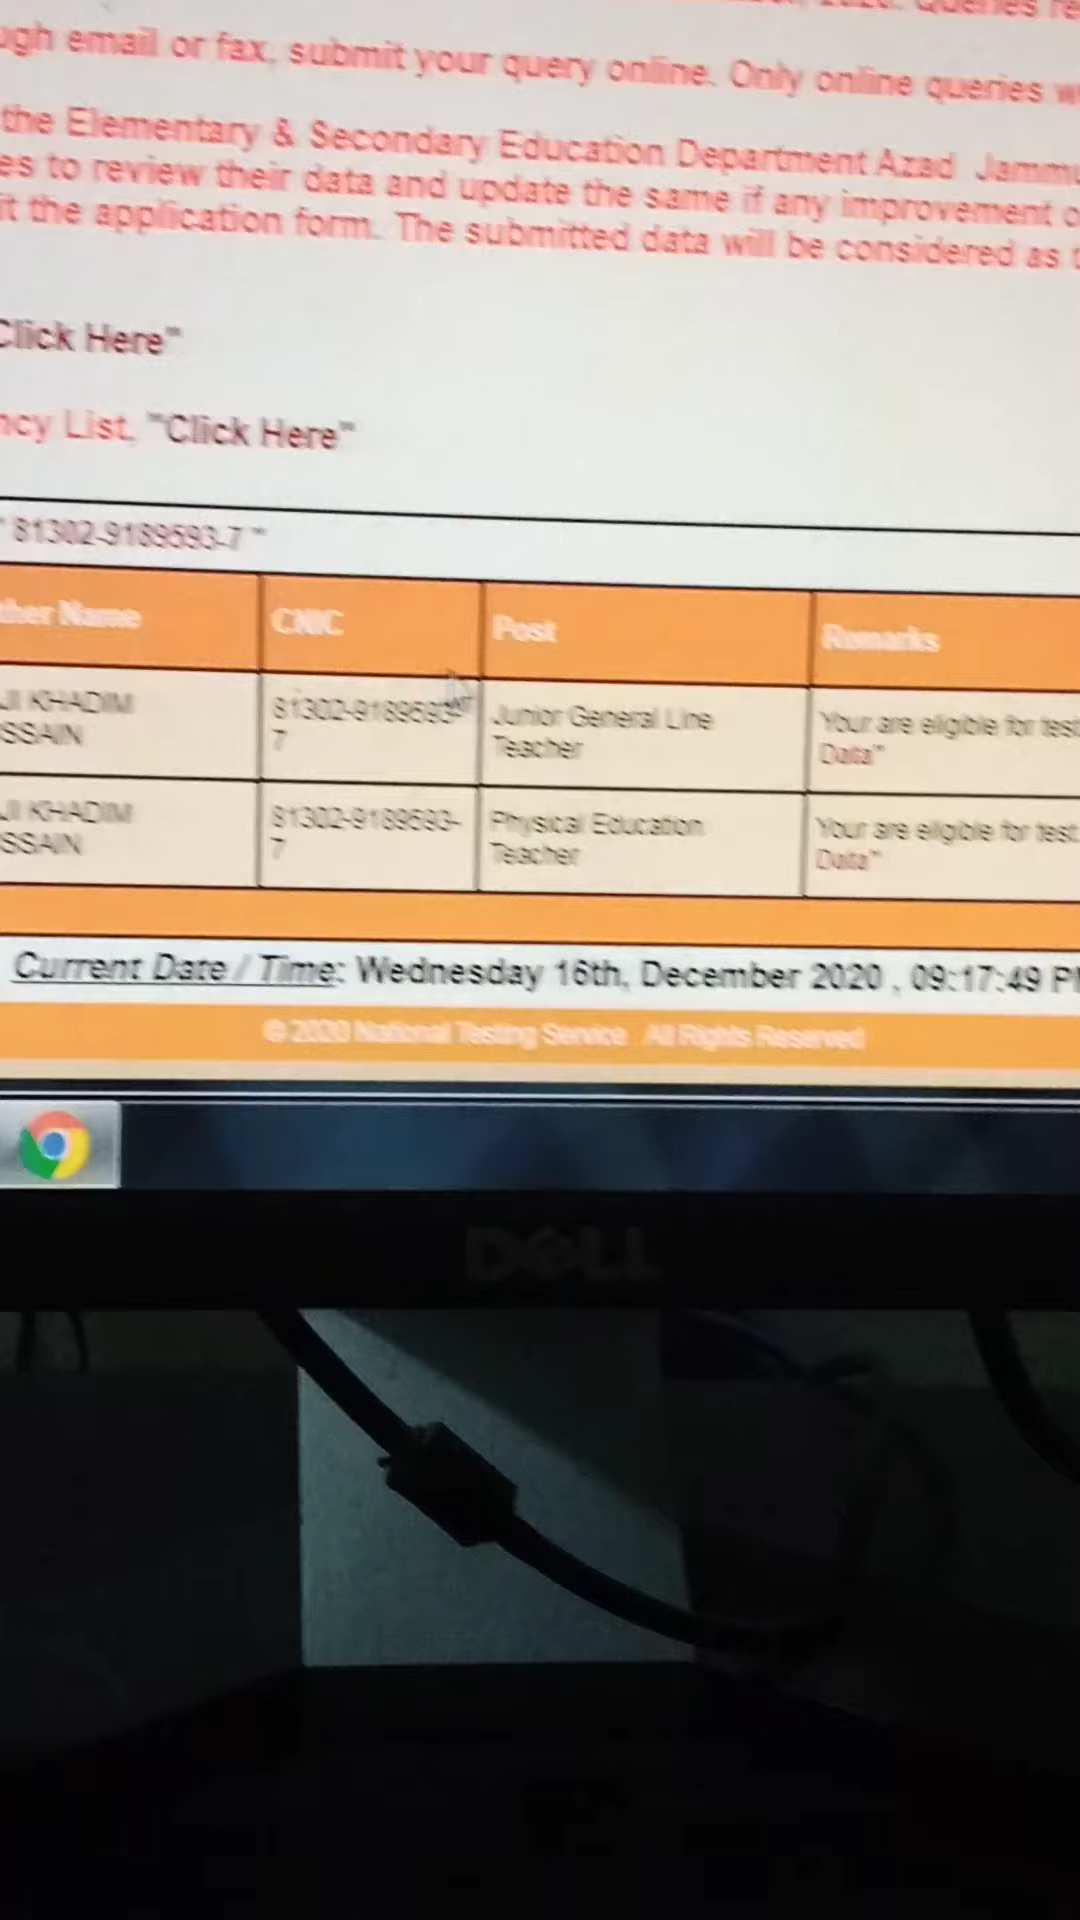 2020. Queries re
ugh email or fax, submit your query online. Only online queries w
the Elementary & Secondary Education Department Azad Jammu
es to review their data and update the same if any improvement o
it the application form. The submitted data will be considered as t
Click Here"
ncy List, "Click Here"
" 81302-9189593-7 "
ther Name CNIC Post Remarks
JI KHADIM 81302-9189593- Junior General Line Your are eligible for test.
SSAIN 7 Teacher Data"
JI KHADIM 81302-9189593- Physical Education Your are eligible for test.
SSAIN 7 Teacher Data"
Current Date / Time: Wednesday 16th, December 2020 , 09:17:49 PM
© 2020 National Testing Service All Rights Reserved
DELL